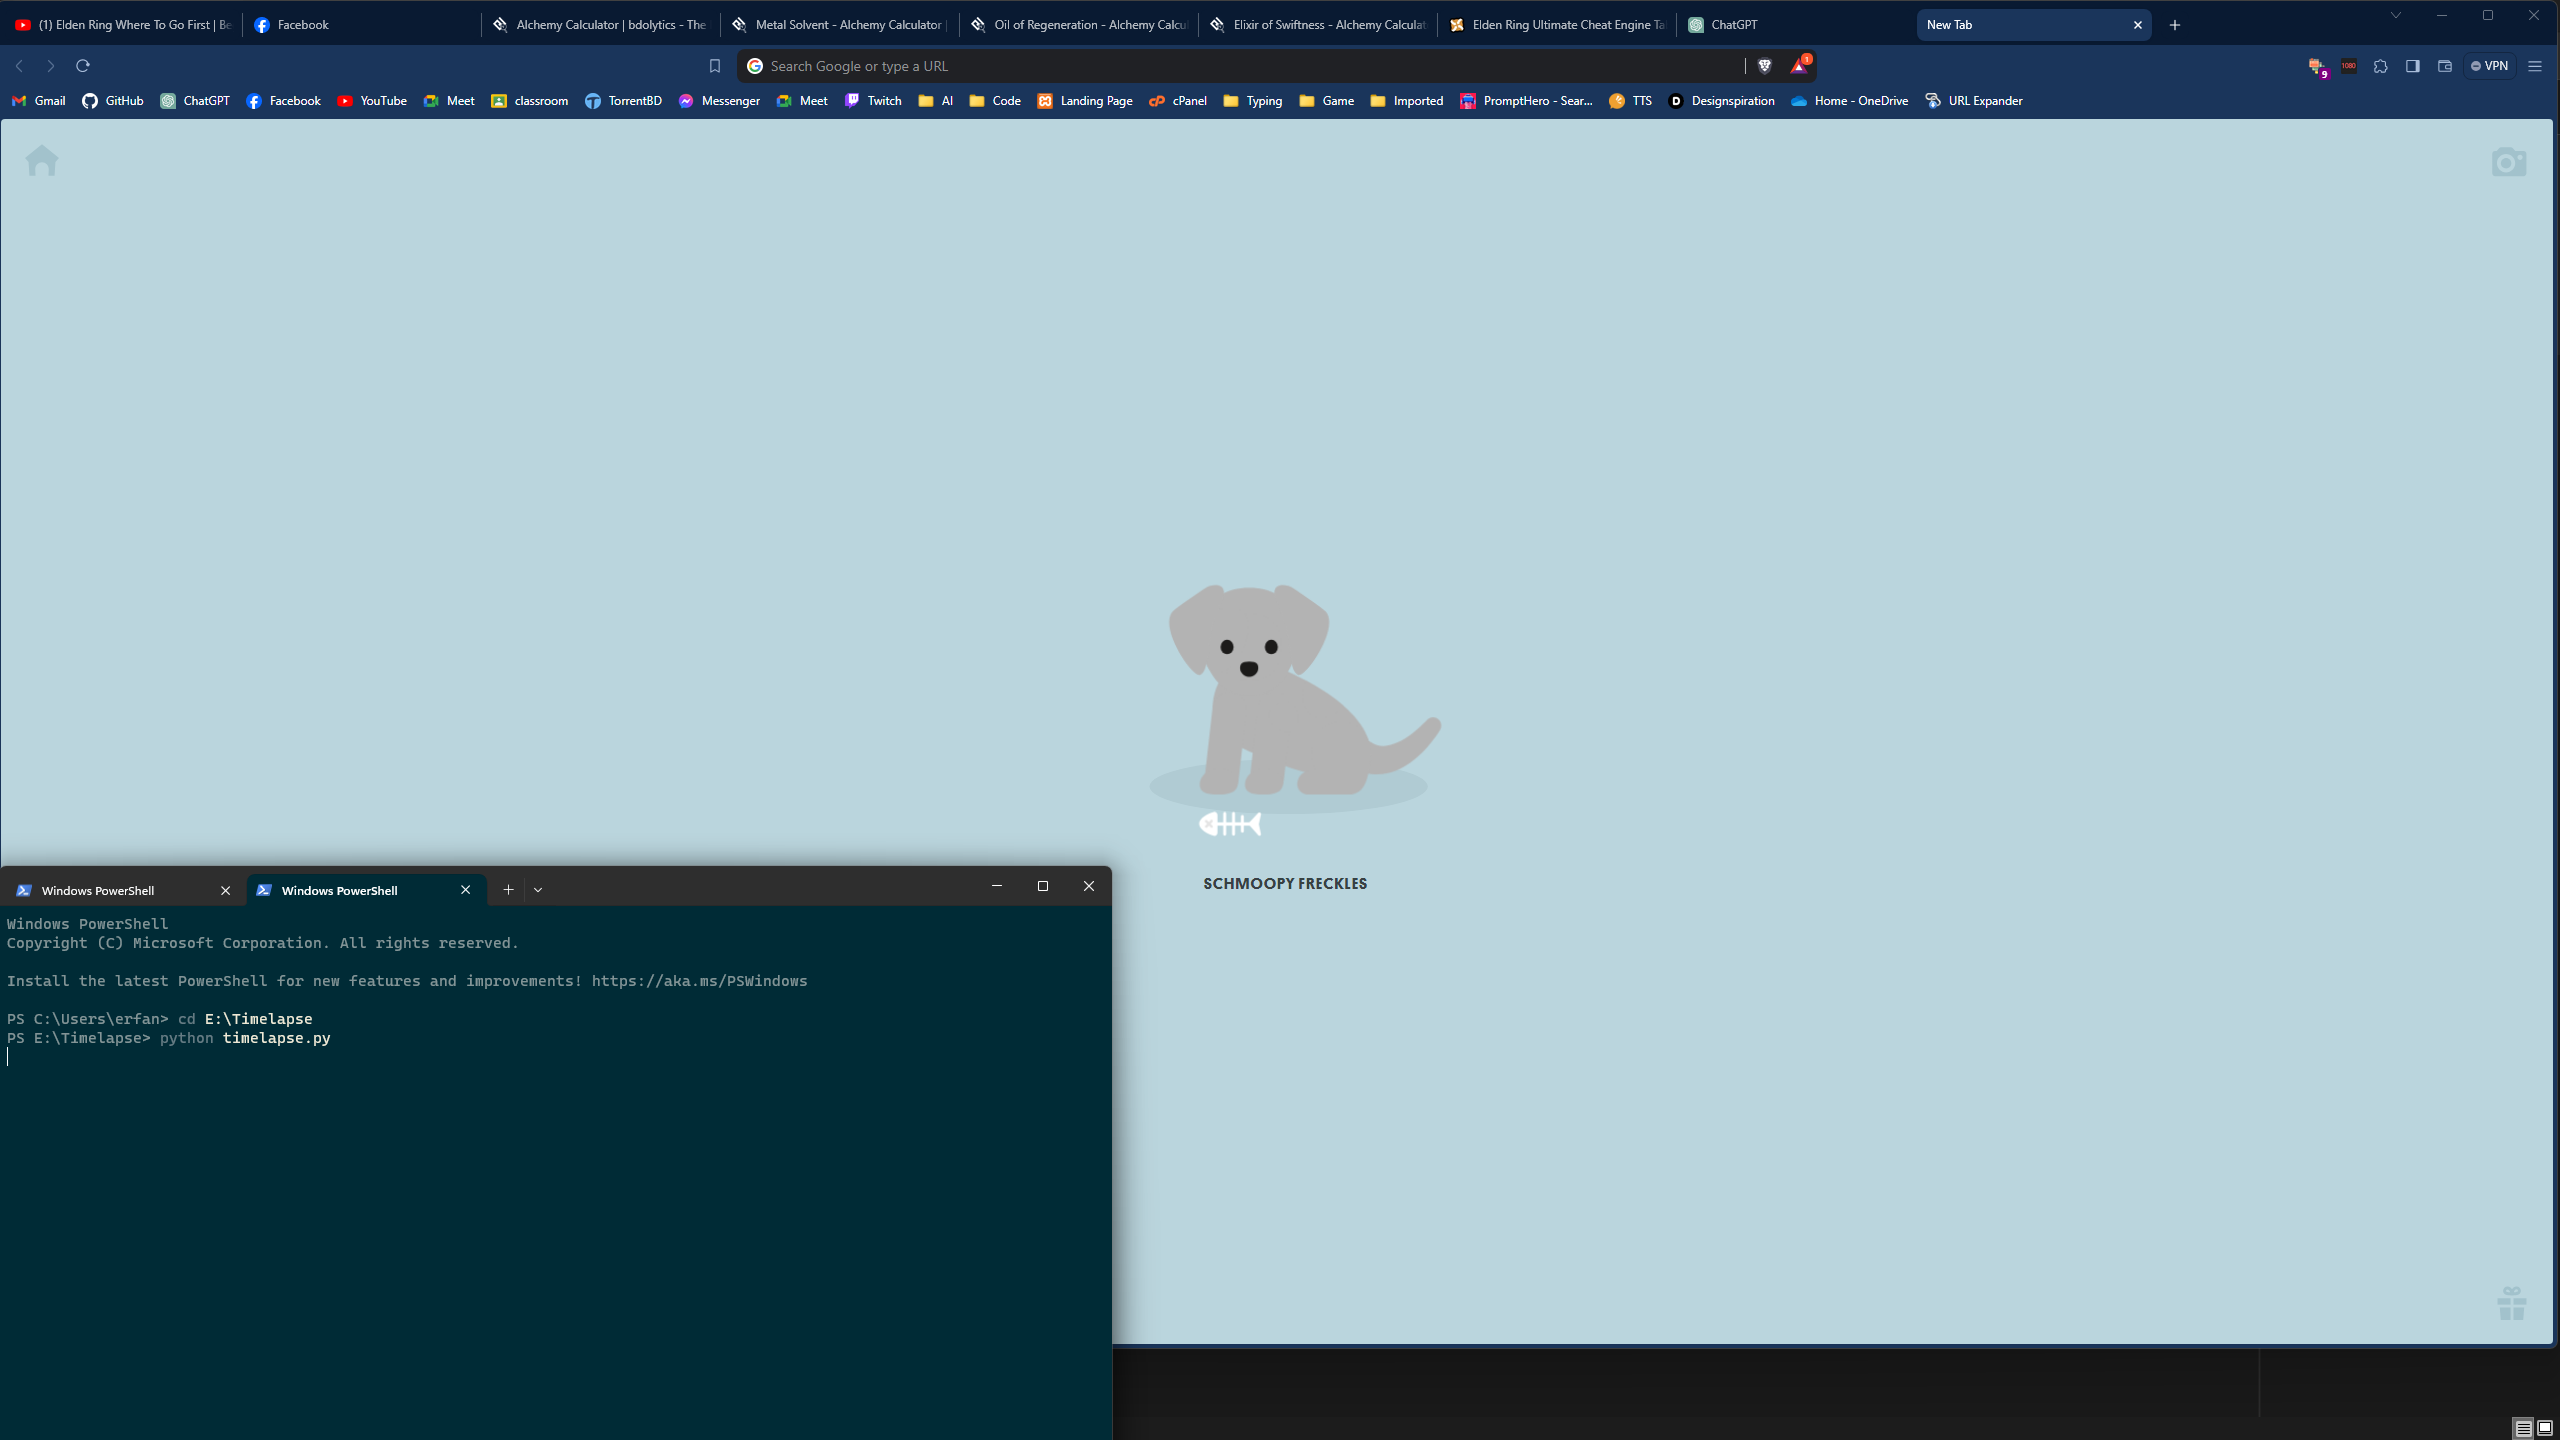 (1) Elden Ring Where To Go First | Be
Facebook
Alchemy Calculator | bdolytics - The
Metal Solvent - Alchemy Calculator |
Oil of Regeneration - Alchemy Calcu
Elixir of Swiftness - Alchemy Calculat
Elden Ring Ultimate Cheat Engine Ta
ChatGPT
New Tab
Search Google or type a URL
1
9
1080
VPN
Gmail
GitHub
ChatGPT
Facebook
YouTube
Meet
classroom
TorrentBD
Messenger
Meet
Twitch
AI
Code
Landing Page
cPanel
Typing
Game
Imported
PromptHero - Sear...
TTS
Designspiration
Home - OneDrive
URL Expander
SCHMOOPY FRECKLES
Windows PowerShell
Windows PowerShell
Windows PowerShell
Copyright (C) Microsoft Corporation. All rights reserved.
Install the latest PowerShell for new features and improvements! https://aka.ms/PSWindows
PS C:\Users\erfan> cd E:\Timelapse
PS E:\Timelapse> python timelapse.py